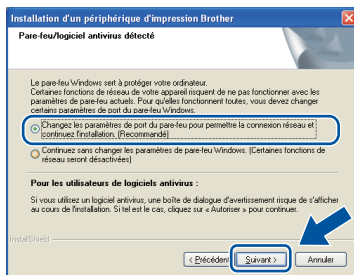 Installation d'un périphérique d'impression Brother
Pare-feu/logiciel antivirus détecté
Le pare-feu Windows sert à protéger votre ordinateur.
Certaines fonctions de réseau de votre appareil risquent de ne pas fonctionner avec les
paramètres de pare-feu actuels. Pour qu'elles fonctionnent toutes, vous devez changer
certains paramètres de port du pare-feu Windows.
Changez les paramètres de port du pare-feu pour permettre la connexion réseau et
continuez l'installation. (Recommandé)
Continuez sans changer les paramètres de pare-feu Windows. (Certaines fonctions de
réseau seront désactivées)
Pour les utilisateurs de logiciels antivirus :
Si vous utilisez un logiciel antivirus, une boîte de dialogue d'avertissement risque de s'afficher
au cours de l'installation. Si tel est le cas, cliquez sur « Autoriser » pour continuer.
InstallShield
< Précédent Suivant > Annuler